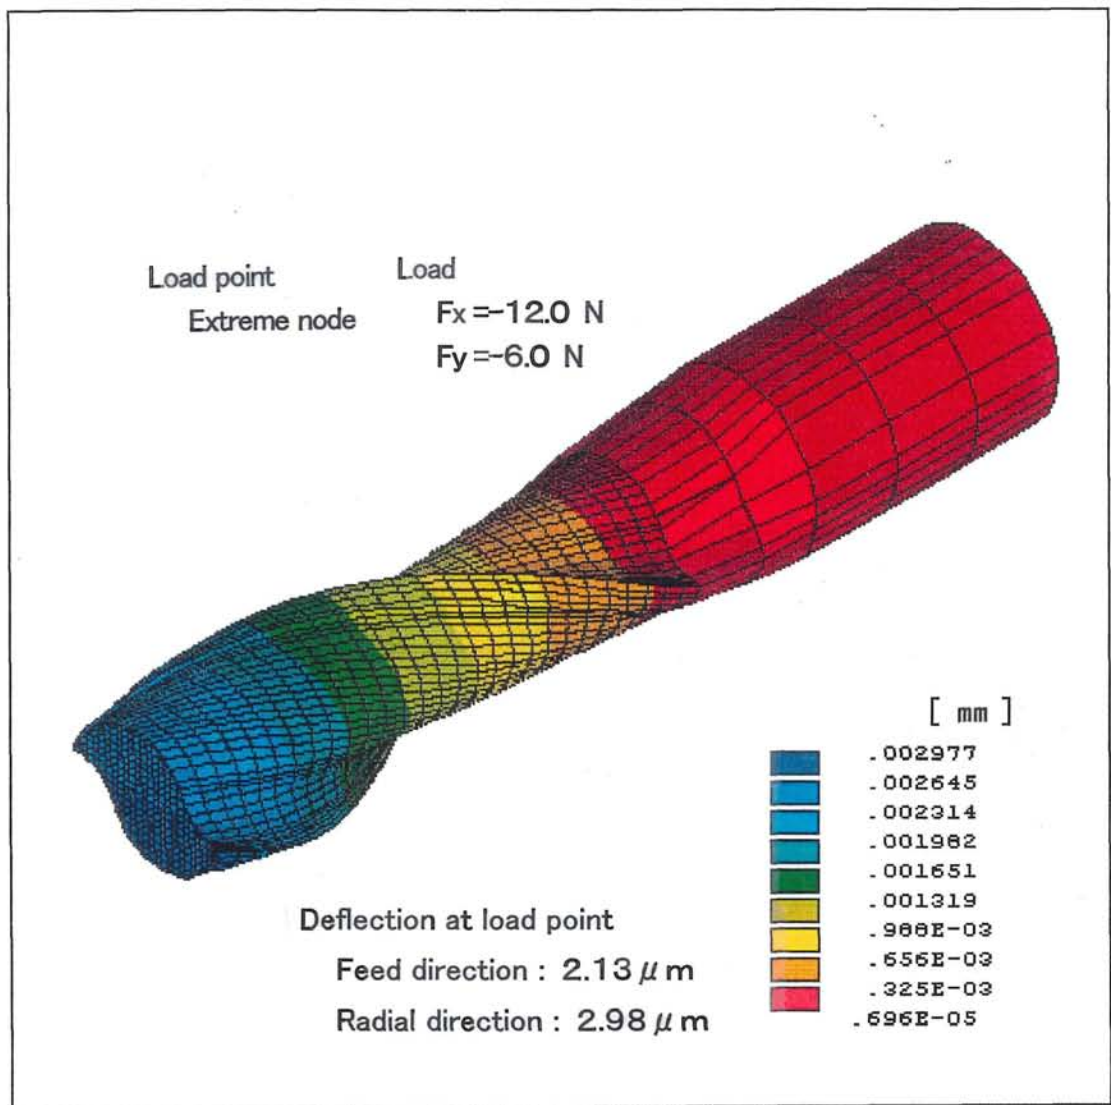 Load point
Extreme node
Load
Fx=-12.0 N
Fy=-6.0 N
[ mm ]
.002977
.002645
.002314
.001982
.001651
.001319
.988E-03
.656E-03
.325E-03
.696E-05
Deflection at load point
Feed direction : 2.13 μm
Radial direction : 2.98 μm